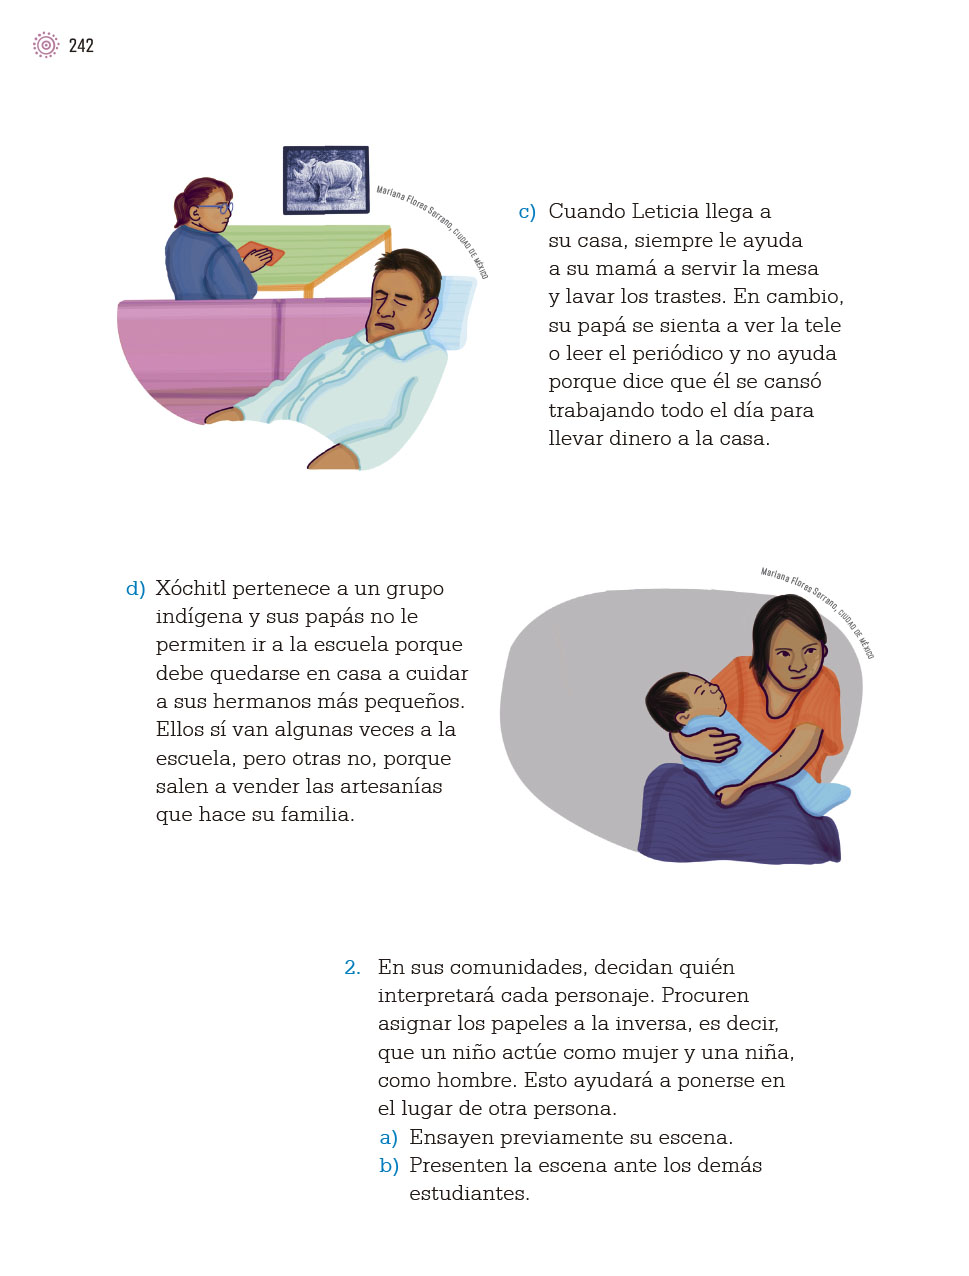 242
Mariana Flores Serrano, CIUDAD DE MÉXICO
c) Cuando Leticia llega a
su casa, siempre le ayuda
a su mamá a servir la mesa
y lavar los trastes. En cambio,
su papá se sienta a ver la tele
o leer el periódico y no ayuda
porque dice que él se cansó
trabajando todo el día para
llevar dinero a la casa.
d) Xóchitl pertenece a un grupo
indígena y sus papás no le
permiten ir a la escuela porque
debe quedarse en casa a cuidar
a sus hermanos más pequeños.
Ellos sí van algunas veces a la
escuela, pero otras no, porque
salen a vender las artesanías
que hace su familia.
Mariana Flores Serrano, CIUDAD DE MÉXICO
2. En sus comunidades, decidan quién
interpretará cada personaje. Procuren
asignar los papeles a la inversa, es decir,
que un niño actúe como mujer y una niña,
como hombre. Esto ayudará a ponerse en
el lugar de otra persona.
a) Ensayen previamente su escena.
b) Presenten la escena ante los demás
estudiantes.